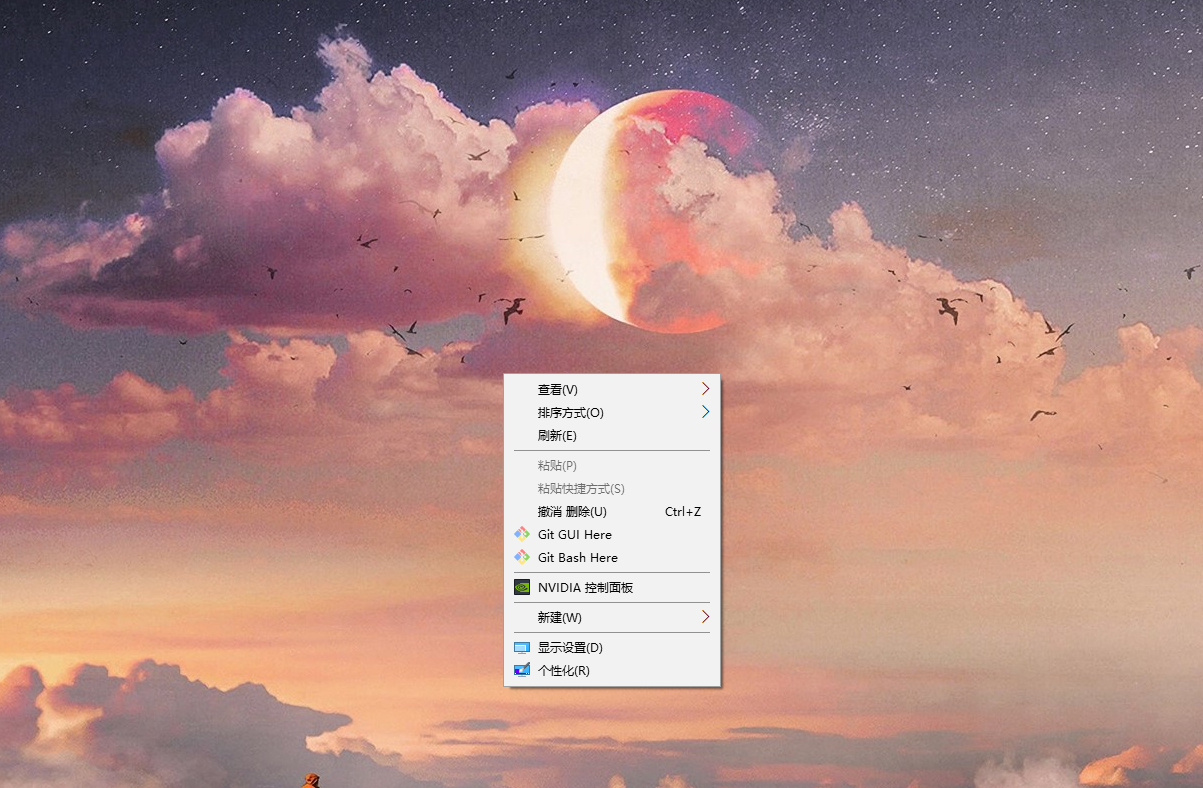 查看(V)
排序方式(O)
刷新(E)
粘贴(P)
粘贴快捷方式(S)
撤消 删除(U) Ctrl+Z
Git GUI Here
Git Bash Here
NVIDIA 控制面板
新建(W)
显示设置(D)
个性化(R)